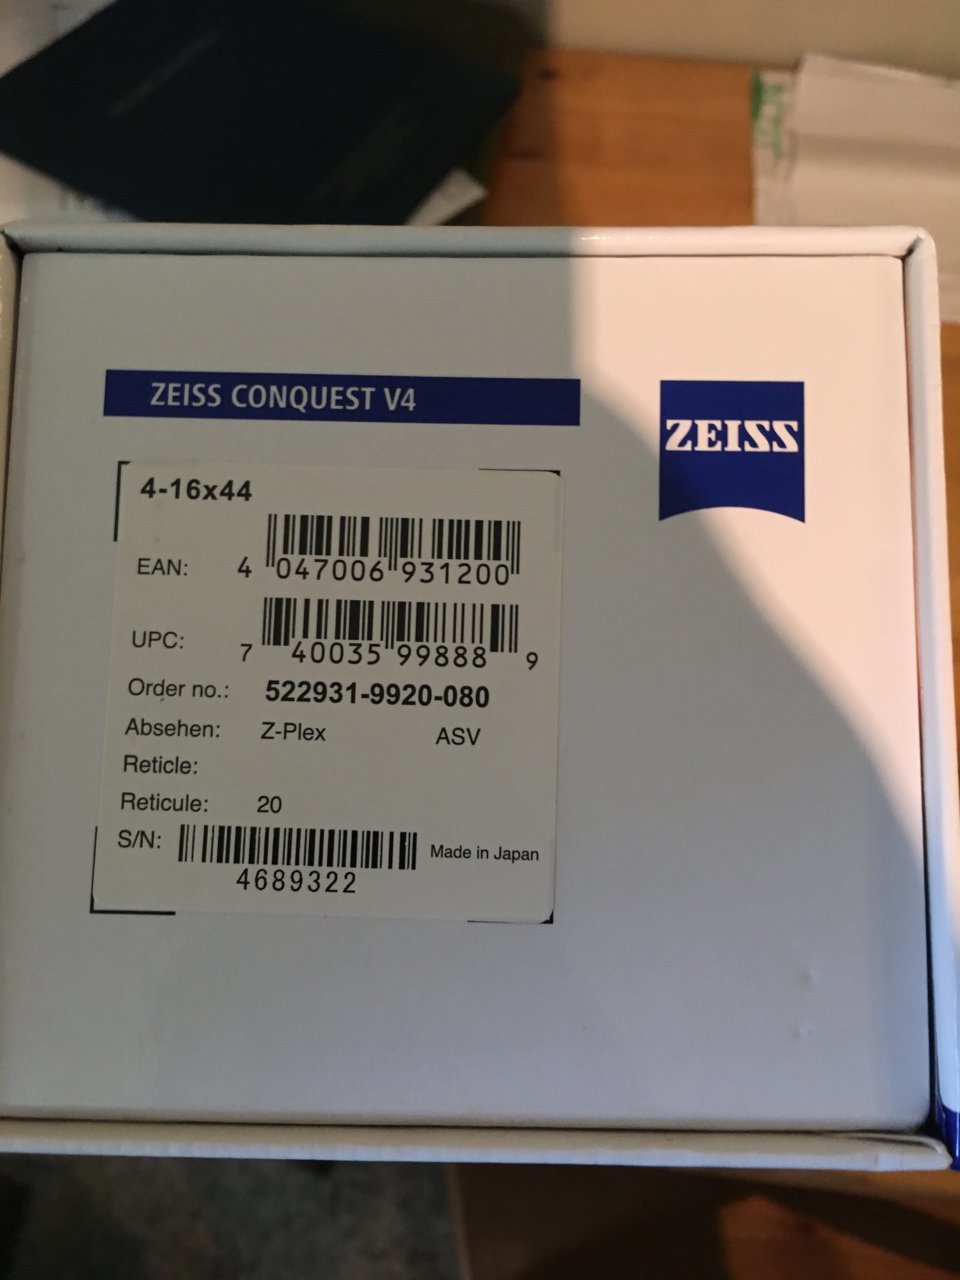 ZEISS CONQUEST V4
ZEISS
4-16x44
EAN: 4 047006 931200
UPC: 7 40035 99888 9
Order no.: 522931-9920-080
Absehen: Z-Plex ASV
Reticle:
Reticule: 20
S/N: Made in Japan
4689322